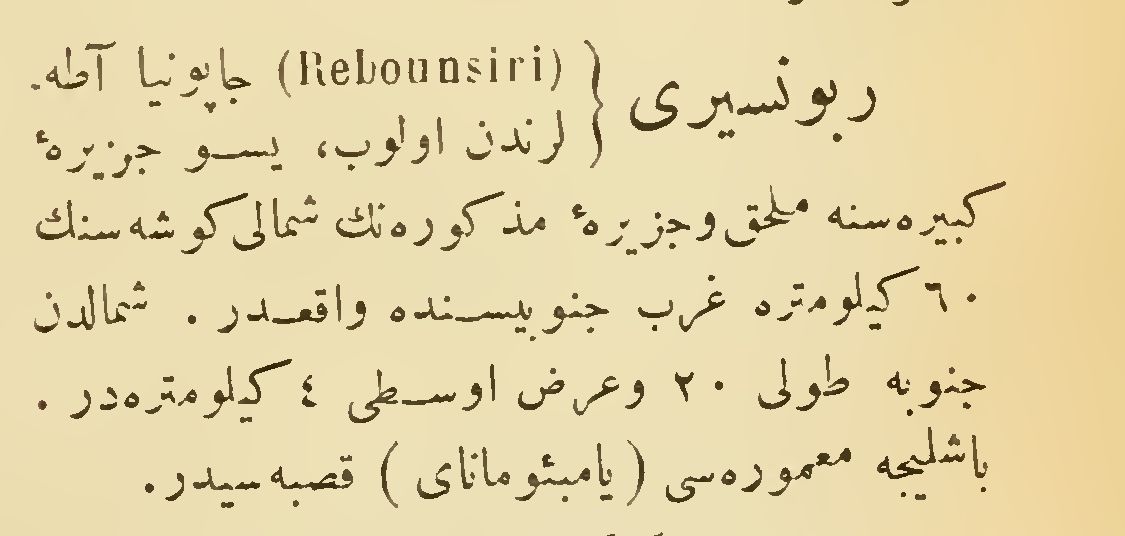 ربونسیری { (Rebounsiri) جاپونیا آطه‌-
لرندن اولوب، یسو جزیرهٔ
کبیره‌سنه ملحق وجزیرهٔ مذکوره‌نك شمالی کوشه‌سنك
٦٠ کیلومتره غرب جنوبیسنده واقعدر . شمالدن
جنوبه طولی ٢٠ وعرض اوسطی ٤ کیلومتره‌در .
باشلیجه معموره‌سی ( یامبئومانای ) قصبه‌سیدر .